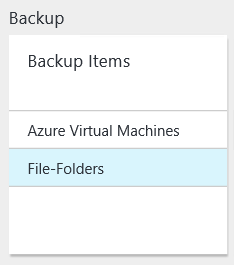 Backup
Backup Items
Azure Virtual Machines
File-Folders